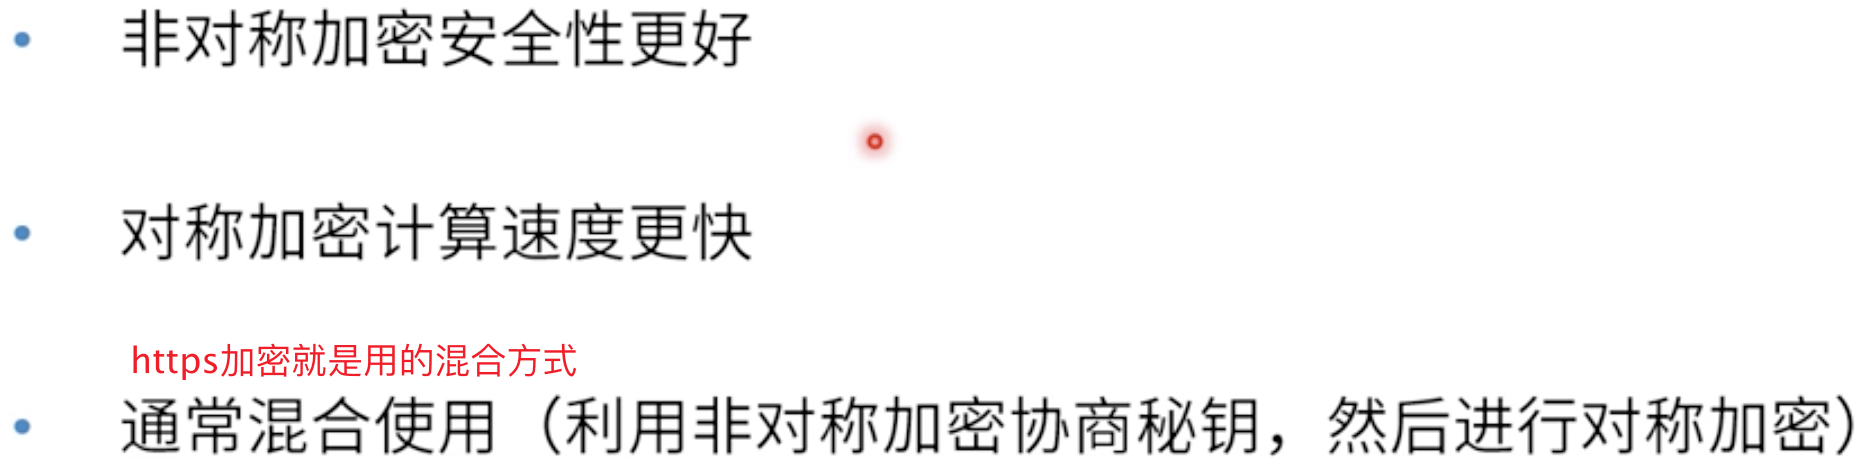 • 非对称加密安全性更好
• 对称加密计算速度更快
https加密就是用的混合方式
• 通常混合使用（利用非对称加密协商秘钥，然后进行对称加密）